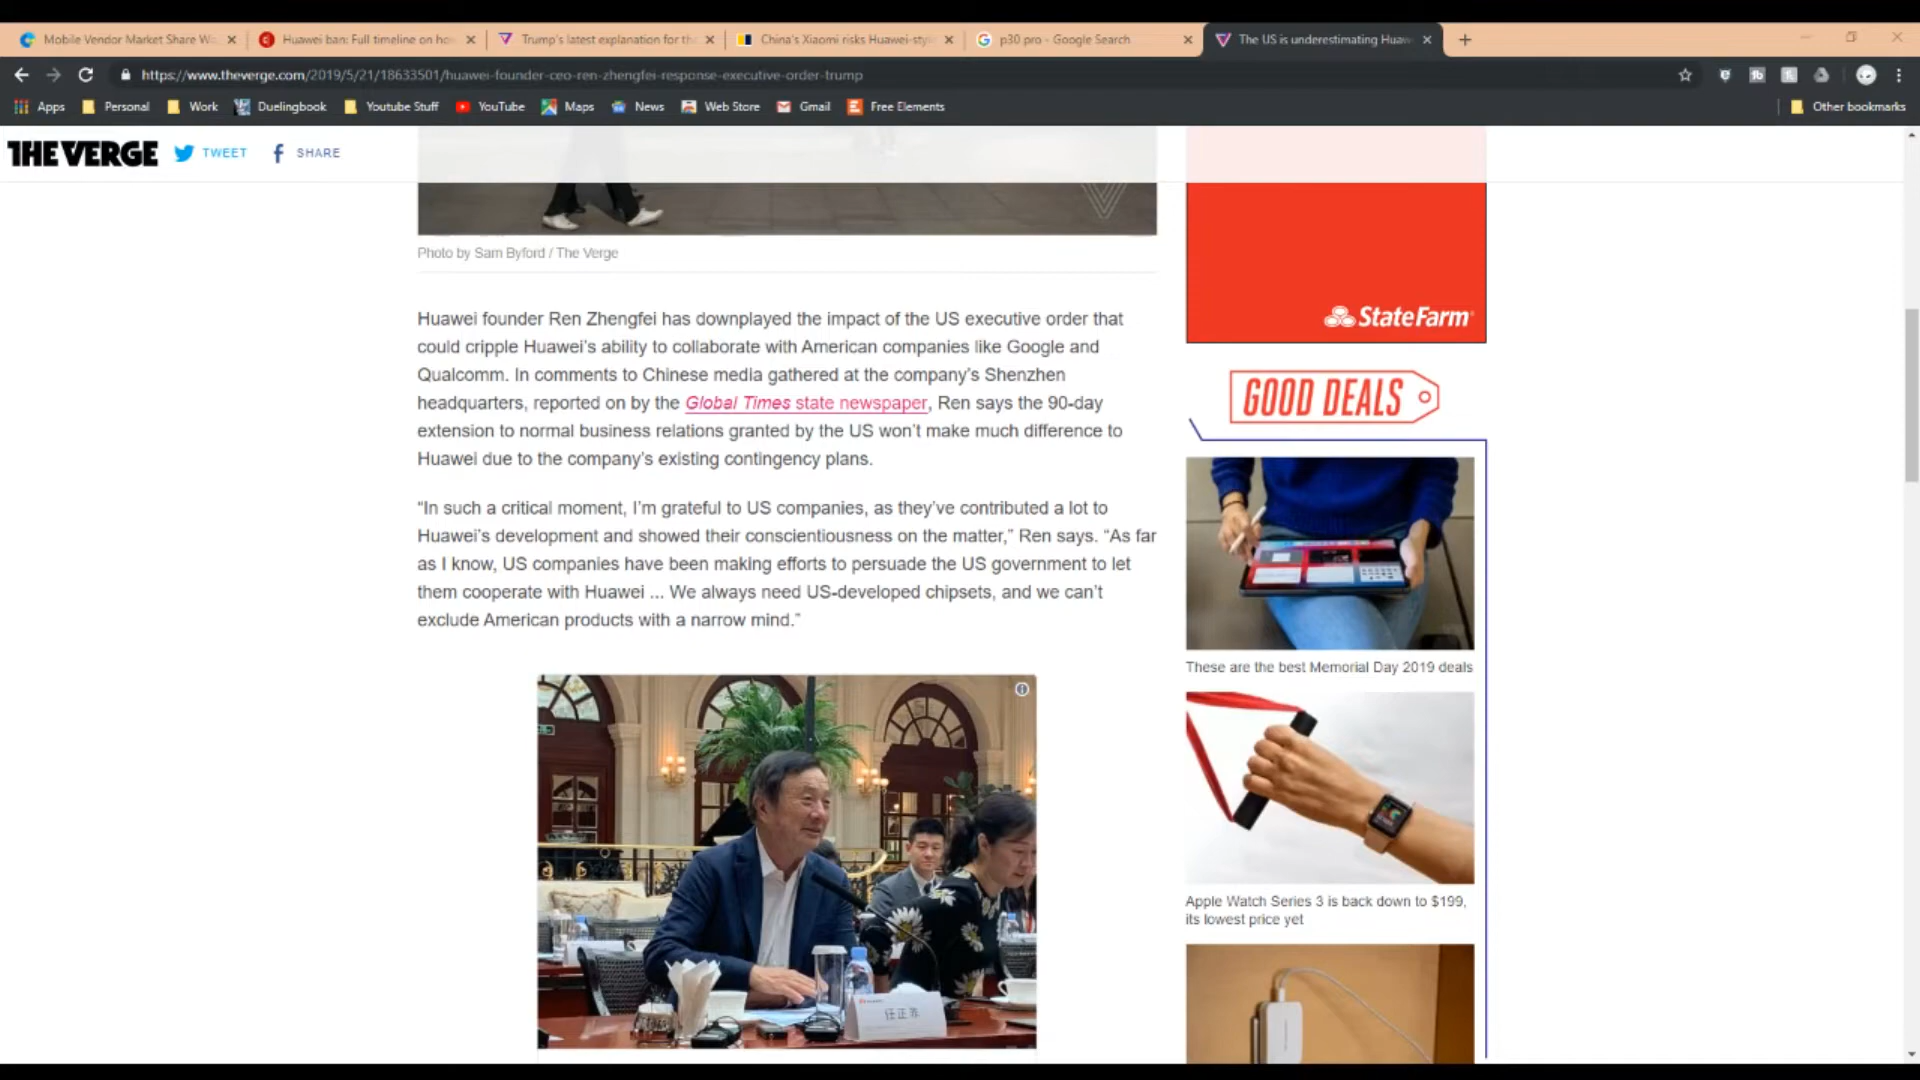 Mobile Vendor Market Share W
Huawei ban: Full timeline on ho
Trump's latest explanation for th
China's Xiaomi risks Huawei-styl
p30 pro - Google Search
The US is underestimating Huaw
https://www.theverge.com/2019/5/21/18633501/huawei-founder-ceo-ren-zhengfei-response-executive-order-trump
Apps
Personal
Work
Duelingbook
Youtube Stuff
YouTube
Maps
News
Web Store
Gmail
Free Elements
Other bookmarks
THE VERGE
TWEET
SHARE
Photo by Sam Byford / The Verge
Huawei founder Ren Zhengfei has downplayed the impact of the US executive order that
could cripple Huawei's ability to collaborate with American companies like Google and
Qualcomm. In comments to Chinese media gathered at the company's Shenzhen
headquarters, reported on by the Global Times state newspaper, Ren says the 90-day
extension to normal business relations granted by the US won't make much difference to
Huawei due to the company's existing contingency plans.
“In such a critical moment, I'm grateful to US companies, as they've contributed a lot to
Huawei's development and showed their conscientiousness on the matter,” Ren says. “As far
as I know, US companies have been making efforts to persuade the US government to let
them cooperate with Huawei ... We always need US-developed chipsets, and we can't
exclude American products with a narrow mind.”
任正非
StateFarm
GOOD DEALS
These are the best Memorial Day 2019 deals
Apple Watch Series 3 is back down to $199,
its lowest price yet